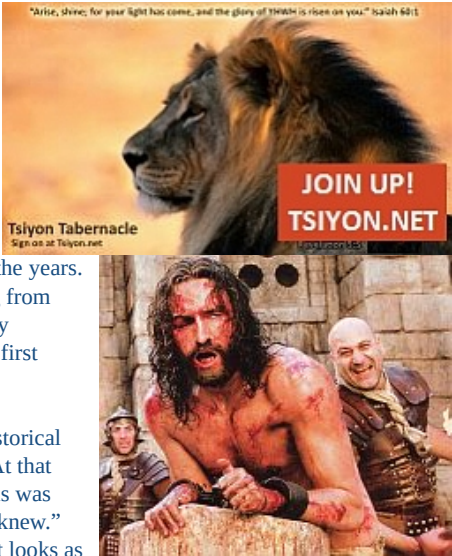 "Arise, shine; for your light has come, and the glory of YHWH is risen on you." Isaiah 60:1
JOIN UP!
TSIYON.NET
Tsiyon Tabernacle
Sign on at Tsiyon.net
the years.
from
y
first
storical
At that
s was
knew.”
t looks as